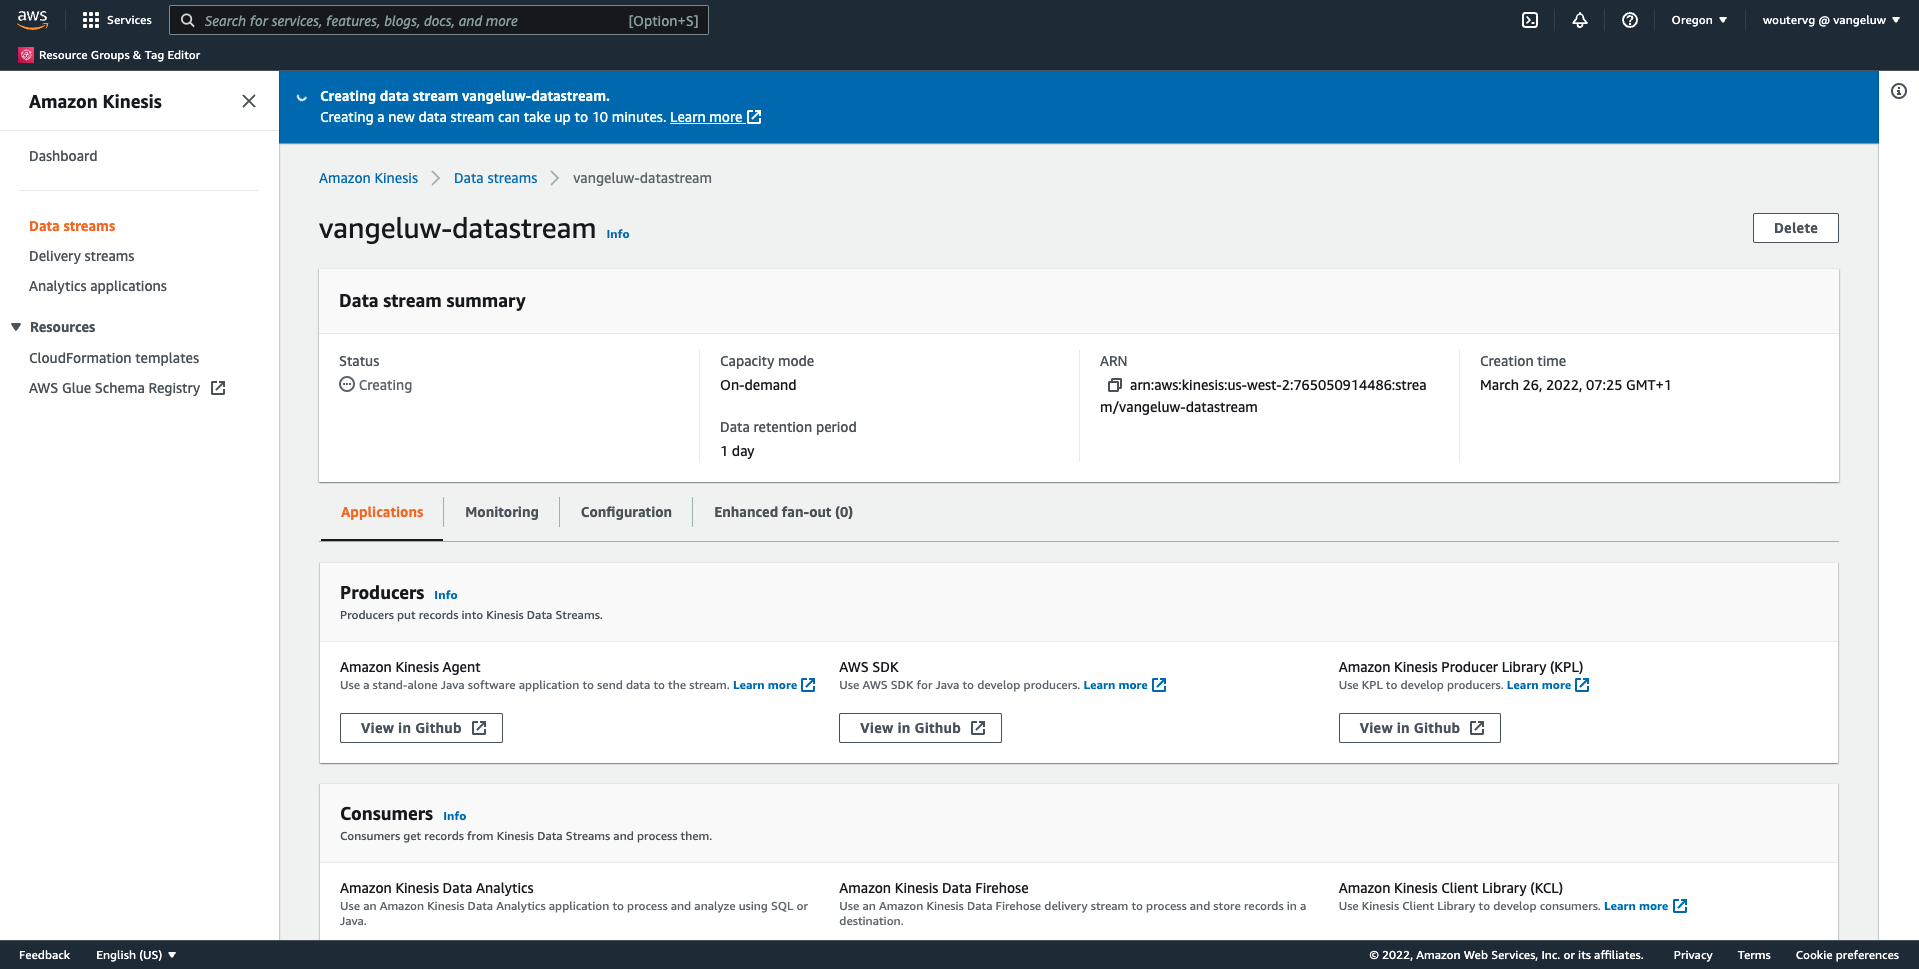 aws
Services
Search for services, features, blogs, docs, and more
[Option+S]
Oregon
woutervg @ vangeluw
Resource Groups & Tag Editor
Amazon Kinesis
Dashboard
Data streams
Delivery streams
Analytics applications
Resources
CloudFormation templates
AWS Glue Schema Registry
Creating data stream vangeluw-datastream.
Creating a new data stream can take up to 10 minutes. Learn more
Amazon Kinesis
Data streams
vangeluw-datastream
vangeluw-datastream Info
Delete
Data stream summary
Status
Creating
Capacity mode
On-demand
Data retention period
1 day
ARN
arn:aws:kinesis:us-west-2:765050914486:strea
m/vangeluw-datastream
Creation time
March 26, 2022, 07:25 GMT+1
Applications
Monitoring
Configuration
Enhanced fan-out (0)
Producers Info
Producers put records into Kinesis Data Streams.
Amazon Kinesis Agent
Use a stand-alone Java software application to send data to the stream. Learn more
View in Github
AWS SDK
Use AWS SDK for Java to develop producers. Learn more
View in Github
Amazon Kinesis Producer Library (KPL)
Use KPL to develop producers. Learn more
View in Github
Consumers Info
Consumers get records from Kinesis Data Streams and process them.
Amazon Kinesis Data Analytics
Use an Amazon Kinesis Data Analytics application to process and analyze using SQL or
Java.
Amazon Kinesis Data Firehose
Use an Amazon Kinesis Data Firehose delivery stream to process and store records in a
destination.
Amazon Kinesis Client Library (KCL)
Use Kinesis Client Library to develop consumers. Learn more
Feedback
English (US)
© 2022, Amazon Web Services, Inc. or its affiliates.
Privacy
Terms
Cookie preferences